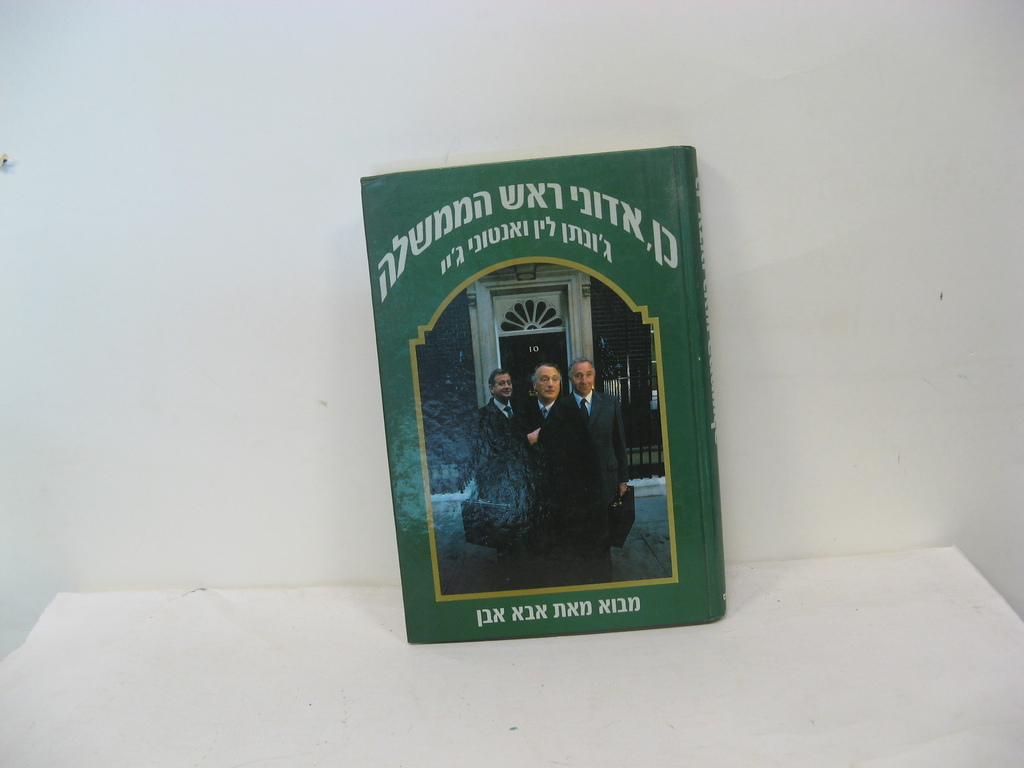 כן, אדוני ראש הממשלה
ג'ונתן לין ואנטוני ג'יי
10
מבוא מאת אבא אבן